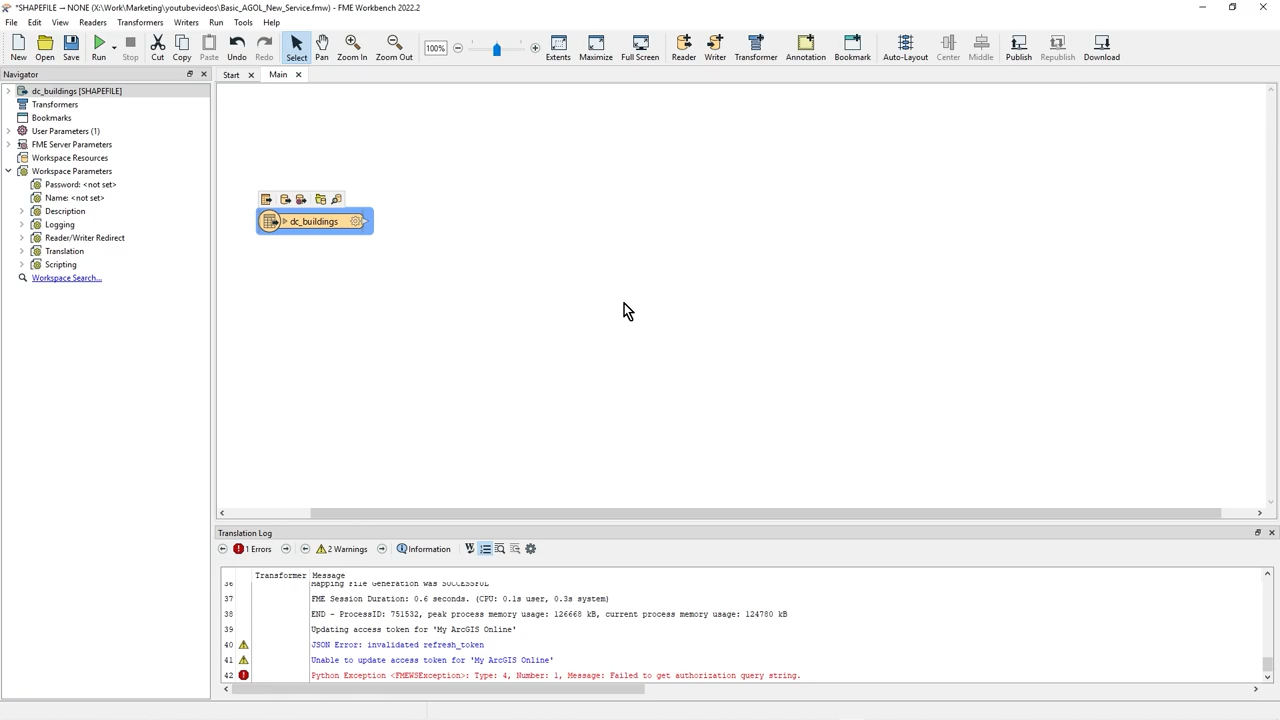 *SHAPEFILE → NONE (X:\Work\Marketing\youtubevideos\Basic_AGOL_New_Service.fmw) - FME Workbench 2022.2
File Edit View Readers Transformers Writers Run Tools Help
New Open Save Run Stop Cut Copy Paste Undo Redo Select Pan Zoom In Zoom Out 100% Extents Maximize Full Screen Reader Writer Transformer Annotation Bookmark Auto-Layout Center Middle Publish Republish Download
Navigator
Start Main
dc_buildings [SHAPEFILE]
Transformers
Bookmarks
User Parameters (1)
FME Server Parameters
Workspace Resources
Workspace Parameters
Password: <not set>
Name: <not set>
Description
Logging
Reader/Writer Redirect
Translation
Scripting
Workspace Search...
dc_buildings
Translation Log
1 Errors 2 Warnings Information
Transformer Message
36 Mapping File Generation was SUCCESSFUL
37 FME Session Duration: 0.6 seconds. (CPU: 0.1s user, 0.3s system)
38 END - ProcessID: 751532, peak process memory usage: 126668 kB, current process memory usage: 124780 kB
39 Updating access token for 'My ArcGIS Online'
40 JSON Error: invalidated refresh_token
41 Unable to update access token for 'My ArcGIS Online'
42 Python Exception <FMEWSException>: Type: 4, Number: 1, Message: Failed to get authorization query string.